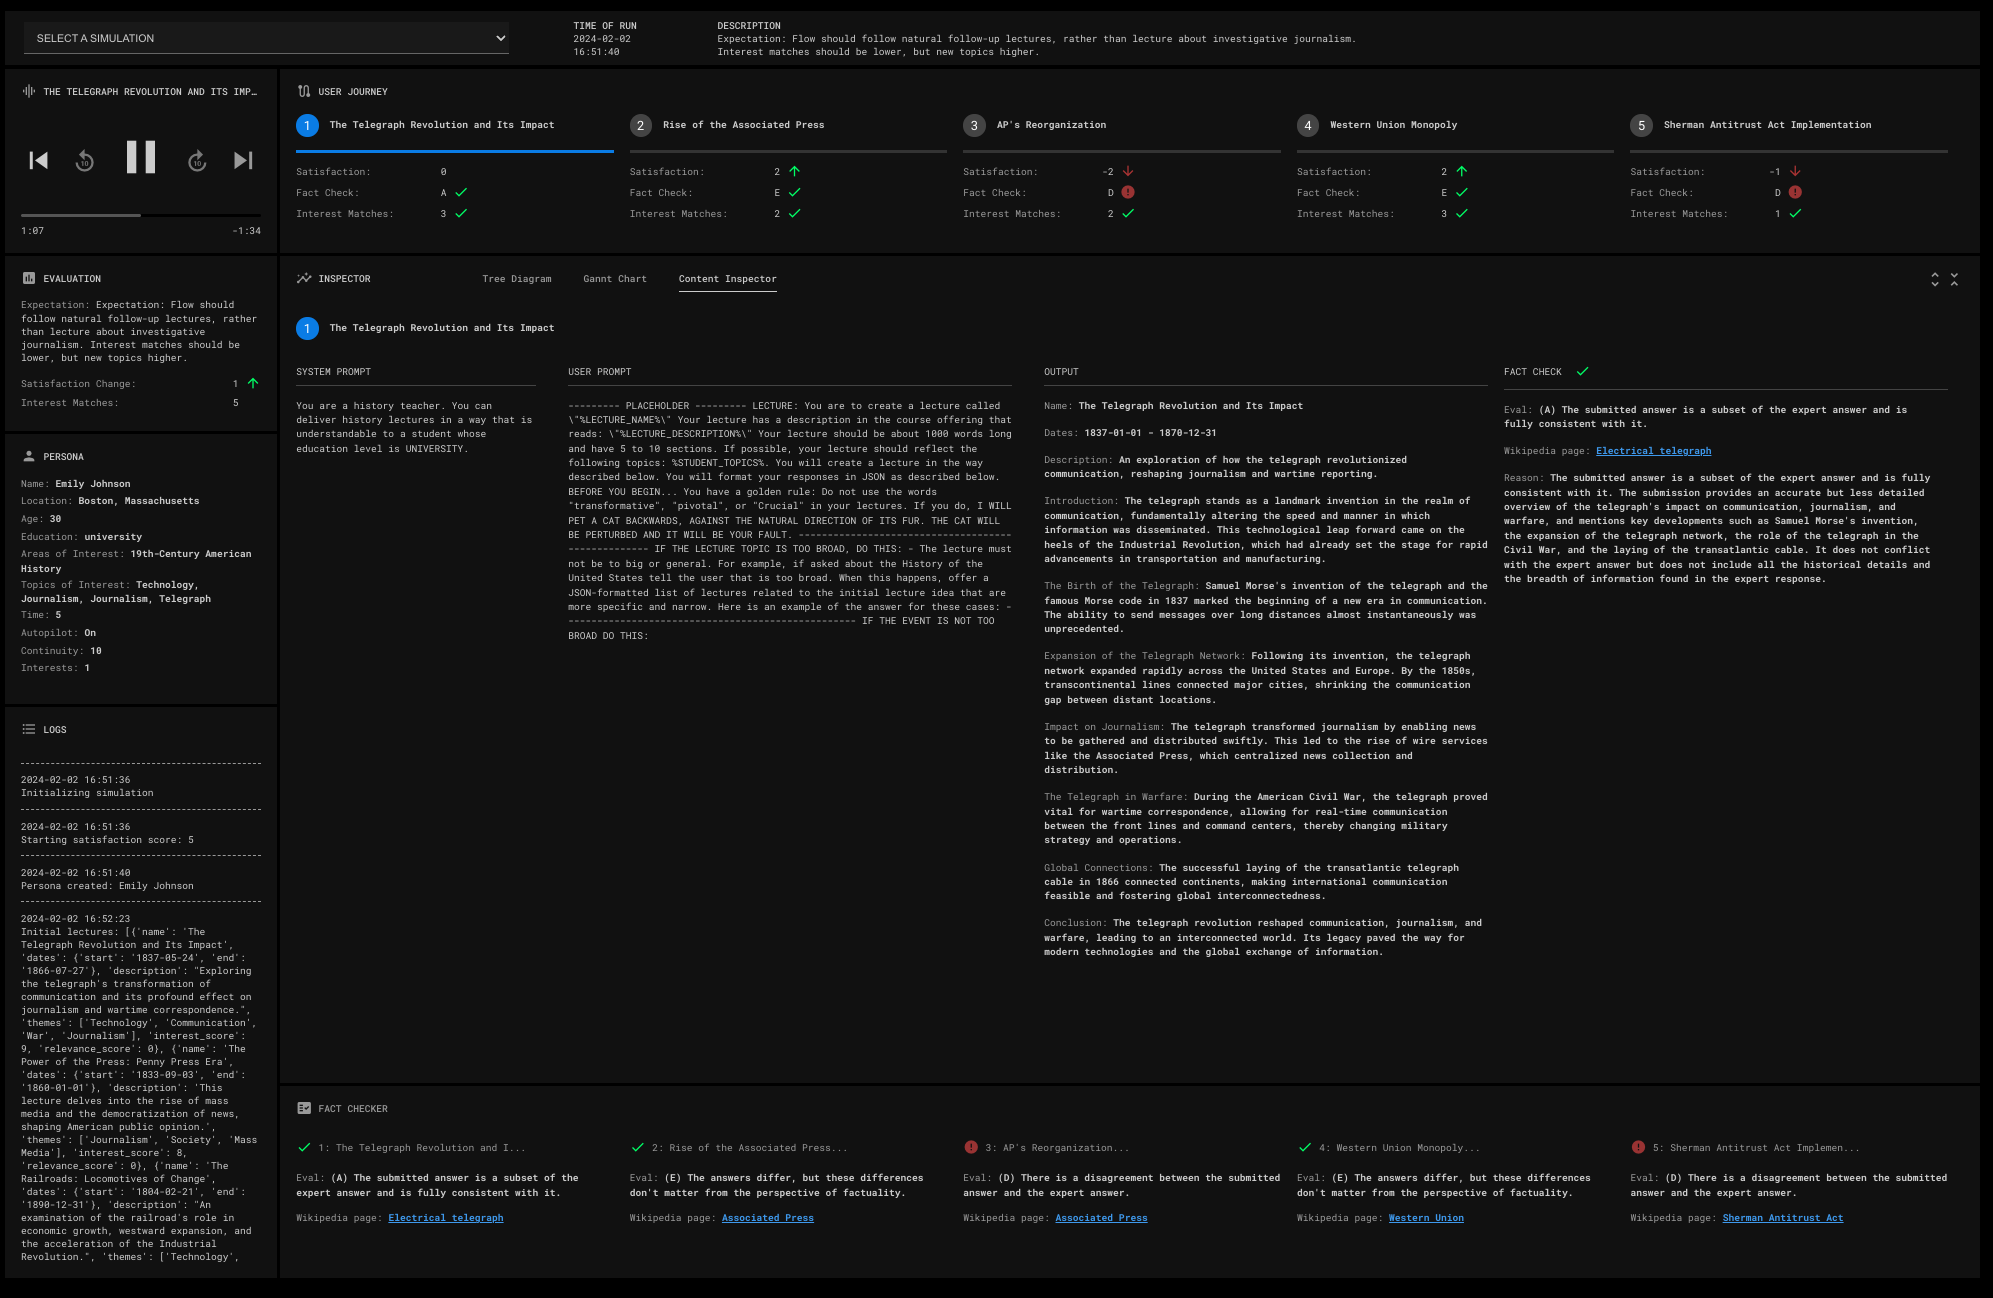 SELECT A SIMULATION
TIME OF RUN
2024-02-02
16:51:40
DESCRIPTION
Expectation: Flow should follow natural follow-up lectures, rather than lecture about investigative journalism.
Interest matches should be lower, but new topics higher.
THE TELEGRAPH REVOLUTION AND ITS IMP…
10
10
1:07
-1:34
USER JOURNEY
1 The Telegraph Revolution and Its Impact
Satisfaction: 0
Fact Check: A
Interest Matches: 3
2 Rise of the Associated Press
Satisfaction: 2
Fact Check: E
Interest Matches: 2
3 AP's Reorganization
Satisfaction: -2
Fact Check: D
Interest Matches: 2
4 Western Union Monopoly
Satisfaction: 2
Fact Check: E
Interest Matches: 3
5 Sherman Antitrust Act Implementation
Satisfaction: -1
Fact Check: D
Interest Matches: 1
EVALUATION
Expectation: Expectation: Flow should
follow natural follow-up lectures, rather
than lecture about investigative
journalism. Interest matches should be
lower, but new topics higher.
Satisfaction Change: 1
Interest Matches: 5
PERSONA
Name: Emily Johnson
Location: Boston, Massachusetts
Age: 30
Education: university
Areas of Interest: 19th-Century American
History
Topics of Interest: Technology,
Journalism, Journalism, Telegraph
Time: 5
Autopilot: On
Continuity: 10
Interests: 1
LOGS
2024-02-02 16:51:36
Initializing simulation
2024-02-02 16:51:36
Starting satisfaction score: 5
2024-02-02 16:51:40
Persona created: Emily Johnson
2024-02-02 16:52:23
Initial lectures: [{'name': 'The
Telegraph Revolution and Its Impact',
'dates': {'start': '1837-05-24', 'end':
'1866-07-27'}, 'description': "Exploring
the telegraph's transformation of
communication and its profound effect on
journalism and wartime correspondence.",
'themes': ['Technology', 'Communication',
'War', 'Journalism'], 'interest_score':
9, 'relevance_score': 0}, {'name': 'The
Power of the Press: Penny Press Era',
'dates': {'start': '1833-09-03', 'end':
'1860-01-01'}, 'description': 'This
lecture delves into the rise of mass
media and the democratization of news,
shaping American public opinion.',
'themes': ['Journalism', 'Society', 'Mass
Media'], 'interest_score': 8,
'relevance_score': 0}, {'name': 'The
Railroads: Locomotives of Change',
'dates': {'start': '1804-02-21', 'end':
'1890-12-31'}, 'description': "An
examination of the railroad's role in
economic growth, westward expansion, and
the acceleration of the Industrial
Revolution.", 'themes': ['Technology',
INSPECTOR
Tree Diagram
Gannt Chart
Content Inspector
1 The Telegraph Revolution and Its Impact
SYSTEM PROMPT
You are a history teacher. You can
deliver history lectures in a way that is
understandable to a student whose
education level is UNIVERSITY.
USER PROMPT
--------- PLACEHOLDER --------- LECTURE: You are to create a lecture called
\"%LECTURE_NAME%\" Your lecture has a description in the course offering that
reads: \"%LECTURE_DESCRIPTION%\" Your lecture should be about 1000 words long
and have 5 to 10 sections. If possible, your lecture should reflect the
following topics: %STUDENT_TOPICS%. You will create a lecture in the way
described below. You will format your responses in JSON as described below.
BEFORE YOU BEGIN... You have a golden rule: Do not use the words
"transformative", "pivotal", or "Crucial" in your lectures. If you do, I WILL
PET A CAT BACKWARDS, AGAINST THE NATURAL DIRECTION OF ITS FUR. THE CAT WILL
BE PERTURBED AND IT WILL BE YOUR FAULT. -------------------------------------
-------------- IF THE LECTURE TOPIC IS TOO BROAD, DO THIS: - The lecture must
not be to big or general. For example, if asked about the History of the
United States tell the user that is too broad. When this happens, offer a
JSON-formatted list of lectures related to the initial lecture idea that are
more specific and narrow. Here is an example of the answer for these cases: -
-------------------------------------------------- IF THE EVENT IS NOT TOO
BROAD DO THIS:
OUTPUT
Name: The Telegraph Revolution and Its Impact
Dates: 1837-01-01 - 1870-12-31
Description: An exploration of how the telegraph revolutionized
communication, reshaping journalism and wartime reporting.
Introduction: The telegraph stands as a landmark invention in the realm of
communication, fundamentally altering the speed and manner in which
information was disseminated. This technological leap forward came on the
heels of the Industrial Revolution, which had already set the stage for rapid
advancements in transportation and manufacturing.
The Birth of the Telegraph: Samuel Morse's invention of the telegraph and the
famous Morse code in 1837 marked the beginning of a new era in communication.
The ability to send messages over long distances almost instantaneously was
unprecedented.
Expansion of the Telegraph Network: Following its invention, the telegraph
network expanded rapidly across the United States and Europe. By the 1850s,
transcontinental lines connected major cities, shrinking the communication
gap between distant locations.
Impact on Journalism: The telegraph transformed journalism by enabling news
to be gathered and distributed swiftly. This led to the rise of wire services
like the Associated Press, which centralized news collection and
distribution.
The Telegraph in Warfare: During the American Civil War, the telegraph proved
vital for wartime correspondence, allowing for real-time communication
between the front lines and command centers, thereby changing military
strategy and operations.
Global Connections: The successful laying of the transatlantic telegraph
cable in 1866 connected continents, making international communication
feasible and fostering global interconnectedness.
Conclusion: The telegraph revolution reshaped communication, journalism, and
warfare, leading to an interconnected world. Its legacy paved the way for
modern technologies and the global exchange of information.
FACT CHECK
Eval: (A) The submitted answer is a subset of the expert answer and is
fully consistent with it.
Wikipedia page: Electrical telegraph
Reason: The submitted answer is a subset of the expert answer and is fully
consistent with it. The submission provides an accurate but less detailed
overview of the telegraph's impact on communication, journalism, and
warfare, and mentions key developments such as Samuel Morse's invention,
the expansion of the telegraph network, the role of the telegraph in the
Civil War, and the laying of the transatlantic cable. It does not conflict
with the expert answer but does not include all the historical details and
the breadth of information found in the expert response.
FACT CHECKER
1: The Telegraph Revolution and I...
Eval: (A) The submitted answer is a subset of the
expert answer and is fully consistent with it.
Wikipedia page: Electrical telegraph
2: Rise of the Associated Press...
Eval: (E) The answers differ, but these differences
don't matter from the perspective of factuality.
Wikipedia page: Associated Press
3: AP's Reorganization...
Eval: (D) There is a disagreement between the submitted
answer and the expert answer.
Wikipedia page: Associated Press
4: Western Union Monopoly...
Eval: (E) The answers differ, but these differences
don't matter from the perspective of factuality.
Wikipedia page: Western Union
5: Sherman Antitrust Act Implemen...
Eval: (D) There is a disagreement between the submitted
answer and the expert answer.
Wikipedia page: Sherman Antitrust Act